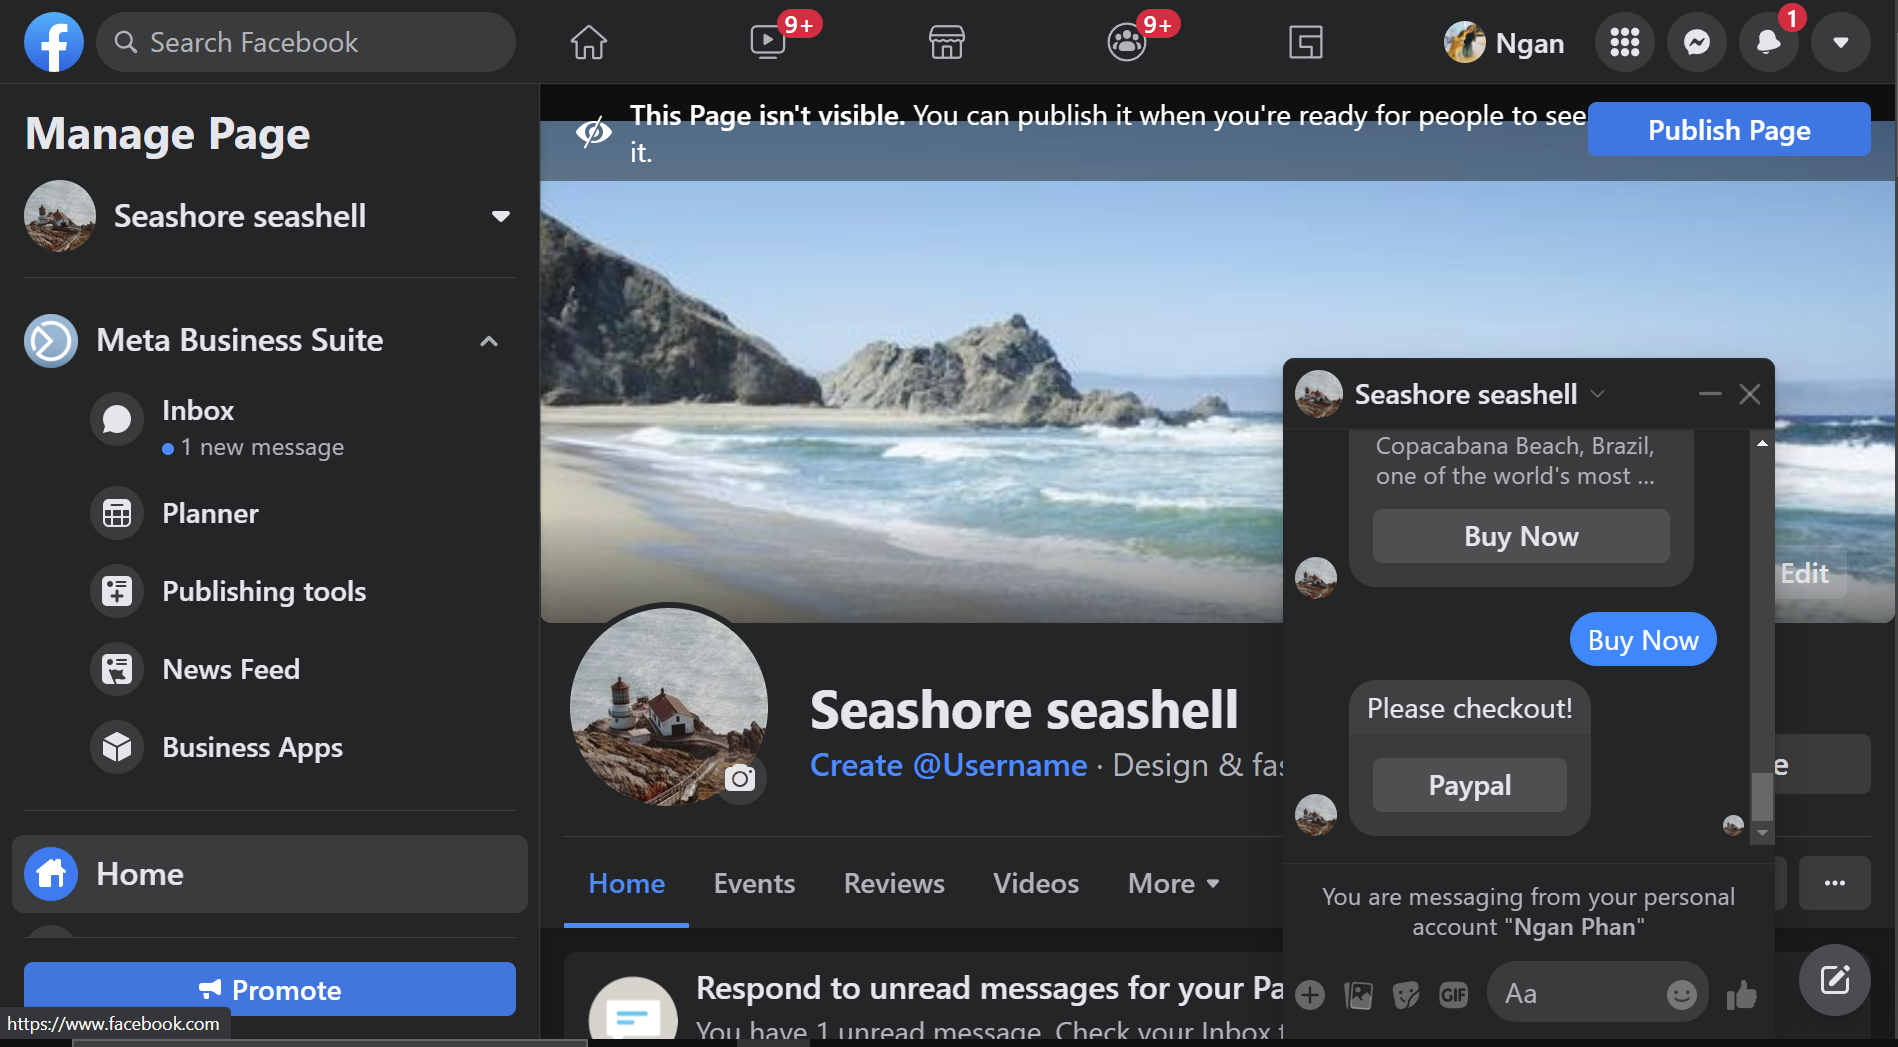 Search Facebook
9+
9+
Ngan
1
Manage Page
Seashore seashell
Meta Business Suite
Inbox
1 new message
Planner
Publishing tools
News Feed
Business Apps
Home
Promote
https://www.facebook.com
This Page isn't visible. You can publish it when you're ready for people to see
it.
Publish Page
Edit
Seashore seashell
Create @Username · Design &
Home
Events
Reviews
Videos
More
Respond to unread messages for your
You have 1 unread message. Check your Inbox
Seashore seashell
Copacabana Beach, Brazil,
one of the world's most ...
Buy Now
Buy Now
Please checkout!
Paypal
You are messaging from your personal
account "Ngan Phan"
GIF
Aa